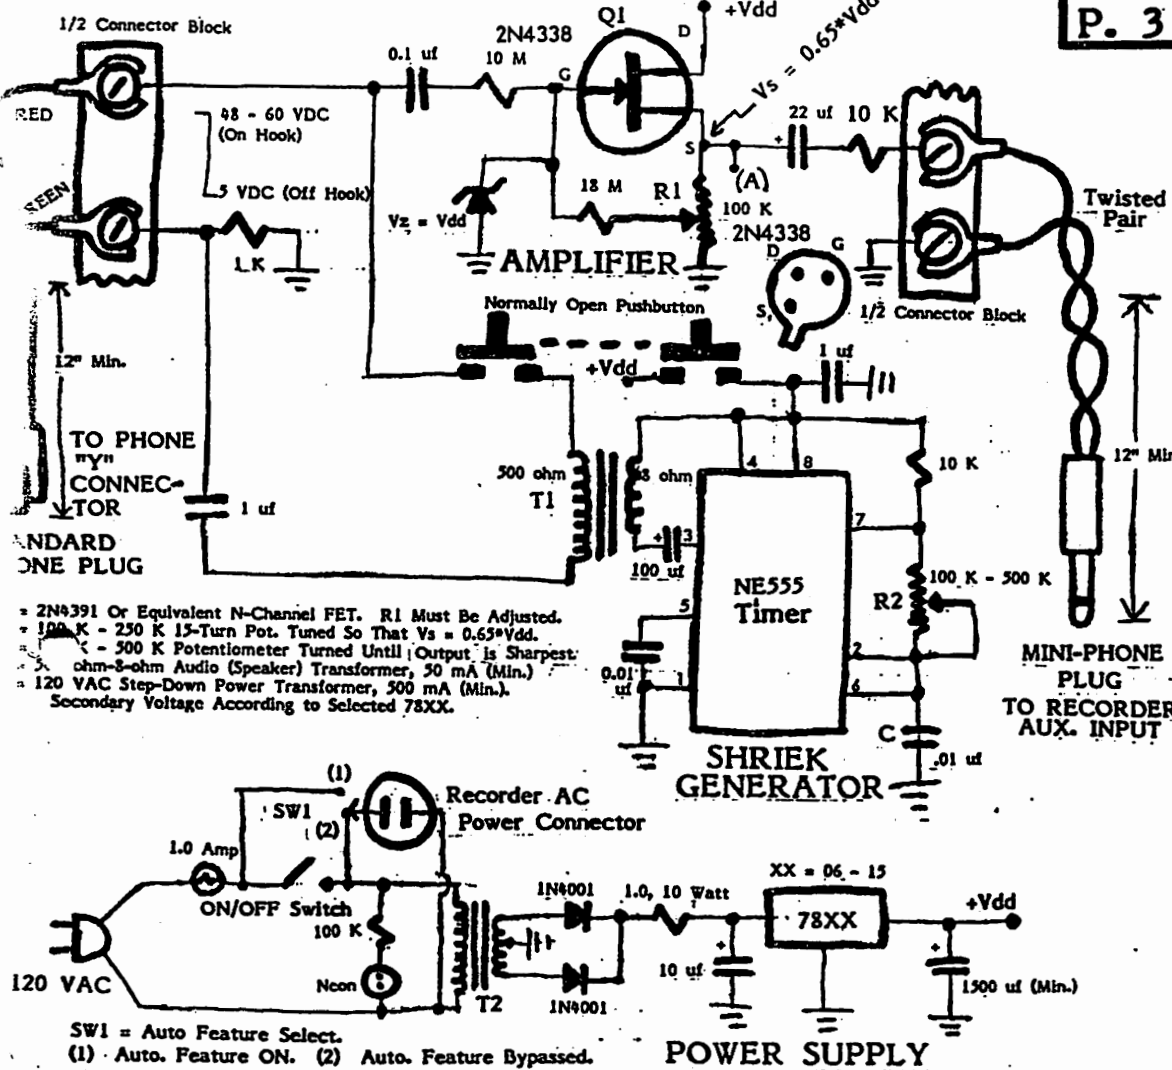 P. 3
1/2 Connector Block
RED
48 - 60 VDC
(On Hook)
5 VDC (Off Hook)
1 K
0.1 uf
10 M
2N4338
Q1
G
D
S
+Vdd
Vs = 0.65*Vdd
Vz = Vdd
18 M
R1
100 K
(A)
22 uf
+
10 K
AMPLIFIER
2N4338
D
G
S
1/2 Connector Block
Twisted
Pair
12" Min.
TO PHONE
"Y"
CONNEC-
TOR
1 uf
Normally Open Pushbutton
+Vdd
1 uf
500 ohm
T1
8 ohm
+
100 uf
3
4
8
7
5
2
1
6
NE555
Timer
10 K
100 K - 500 K
R2
0.01
uf
C
.01 uf
SHRIEK
GENERATOR
12" Min
MINI-PHONE
PLUG
TO RECORDER
AUX. INPUT
ONE PLUG
= 2N4391 Or Equivalent N-Channel FET. R1 Must Be Adjusted.
= 100 K - 250 K 15-Turn Pot. Tuned So That Vs = 0.65*Vdd.
K - 500 K Potentiometer Turned Until Output is Sharpest.
ohm-8-ohm Audio (Speaker) Transformer, 50 mA (Min.)
= 120 VAC Step-Down Power Transformer, 500 mA (Min.).
Secondary Voltage According to Selected 78XX.
(1)
SW1
(2)
Recorder AC
Power Connector
1.0 Amp
ON/OFF Switch
100 K
Neon
120 VAC
T2
1N4001
1N4001
1.0, 10 Watt
+
10 uf
XX = 06 - 15
78XX
+Vdd
+
1500 uf (Min.)
SW1 = Auto Feature Select.
(1) Auto. Feature ON. (2) Auto. Feature Bypassed.
POWER SUPPLY